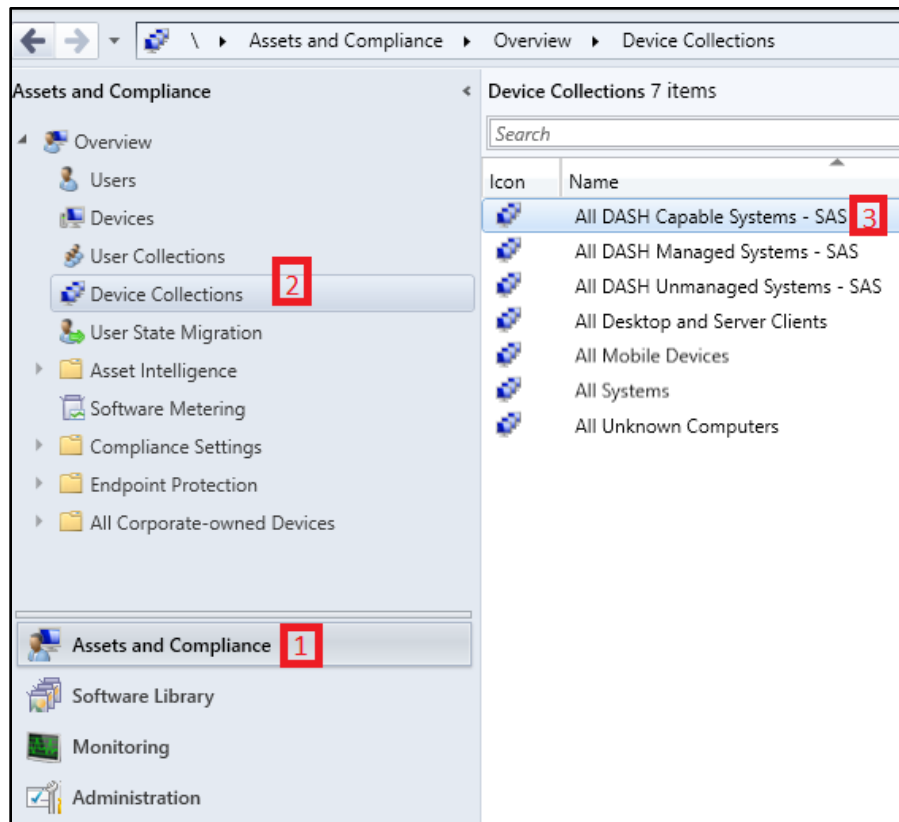 \ Assets and Compliance Overview Device Collections
Assets and Compliance
Overview
Users
Devices
User Collections
Device Collections 2
User State Migration
Asset Intelligence
Software Metering
Compliance Settings
Endpoint Protection
All Corporate-owned Devices
Assets and Compliance 1
Software Library
Monitoring
Administration
Device Collections 7 items
Search
Icon Name
All DASH Capable Systems - SAS 3
All DASH Managed Systems - SAS
All DASH Unmanaged Systems - SAS
All Desktop and Server Clients
All Mobile Devices
All Systems
All Unknown Computers